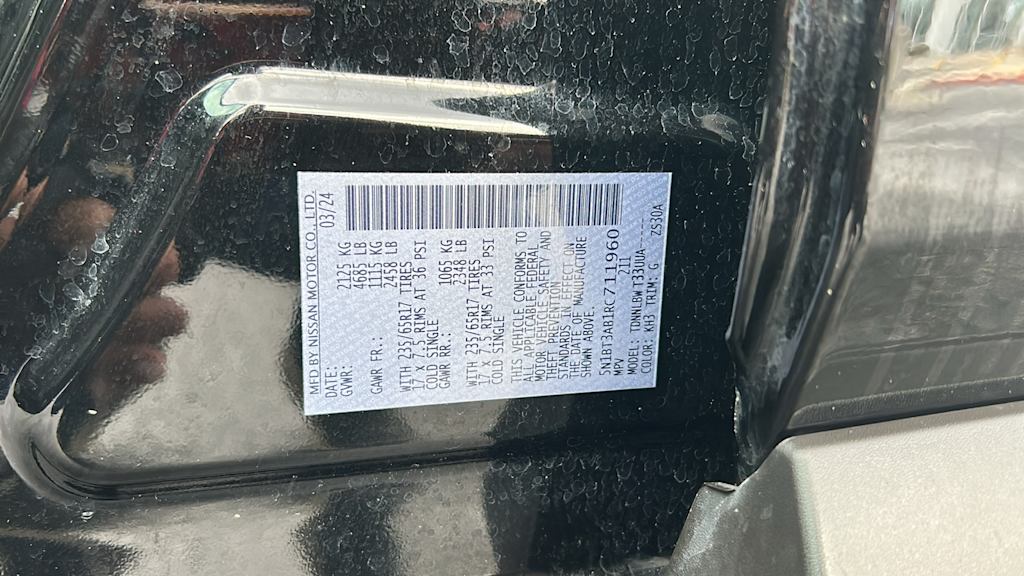 MFD BY NISSAN MOTOR CO., LTD.
DATE: 03/24
GVWR: 2125 KG
4685 LB
GAWR FR.: 1115 KG
2458 LB
WITH 235/65R17 TIRES
17 X 7.5 RIMS AT 36 PSI
COLD SINGLE
GAWR RR.: 1065 KG
2348 LB
WITH 235/65R17 TIRES
17 X 7.5 RIMS AT 33 PSI
COLD SINGLE
THIS VEHICLE CONFORMS TO
ALL APPLICABLE FEDERAL
MOTOR VEHICLE SAFETY AND
THEFT PREVENTION
STANDARDS IN EFFECT ON
THE DATE OF MANUFACTURE
SHOWN ABOVE.
5N1BT3AB1RC711960
MPV 211
MODEL: TDMNLBW T330UA-----
COLOR: KH3 TRIM: G ZS30A